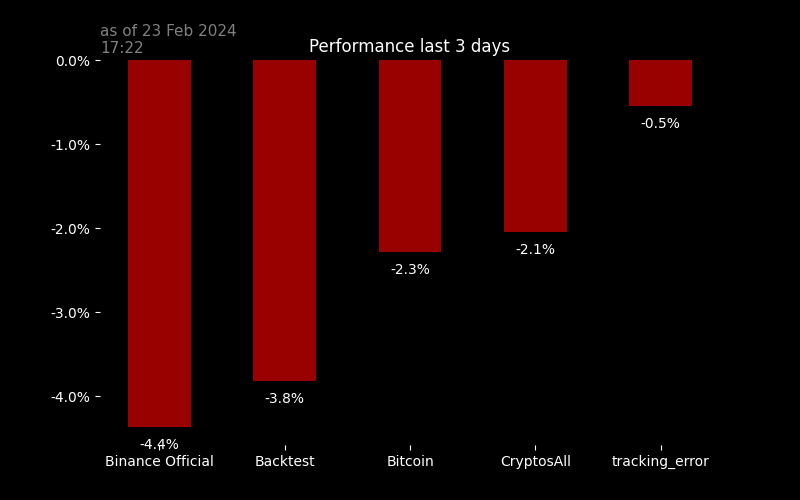 as of 23 Feb 2024
17:22
Performance last 3 days
0.0%
-1.0%
-2.0%
-3.0%
-4.0%
-4.4%
-3.8%
-2.3%
-2.1%
-0.5%
Binance Official
Backtest
Bitcoin
CryptosAll
tracking_error